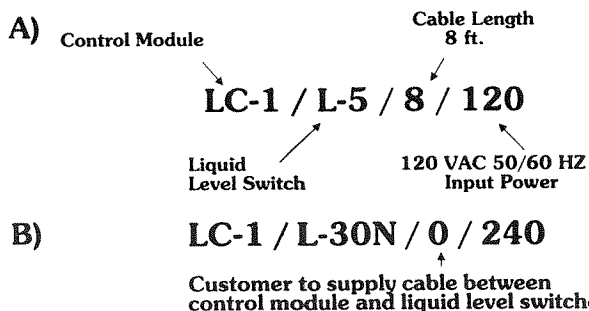 A)
Control Module
Cable Length
8 ft.
LC-1 / L-5 / 8 / 120
Liquid
Level Switch
120 VAC 50/60 HZ
Input Power
B)
LC-1 / L-30N / 0 / 240
Customer to supply cable between
control module and liquid level switch